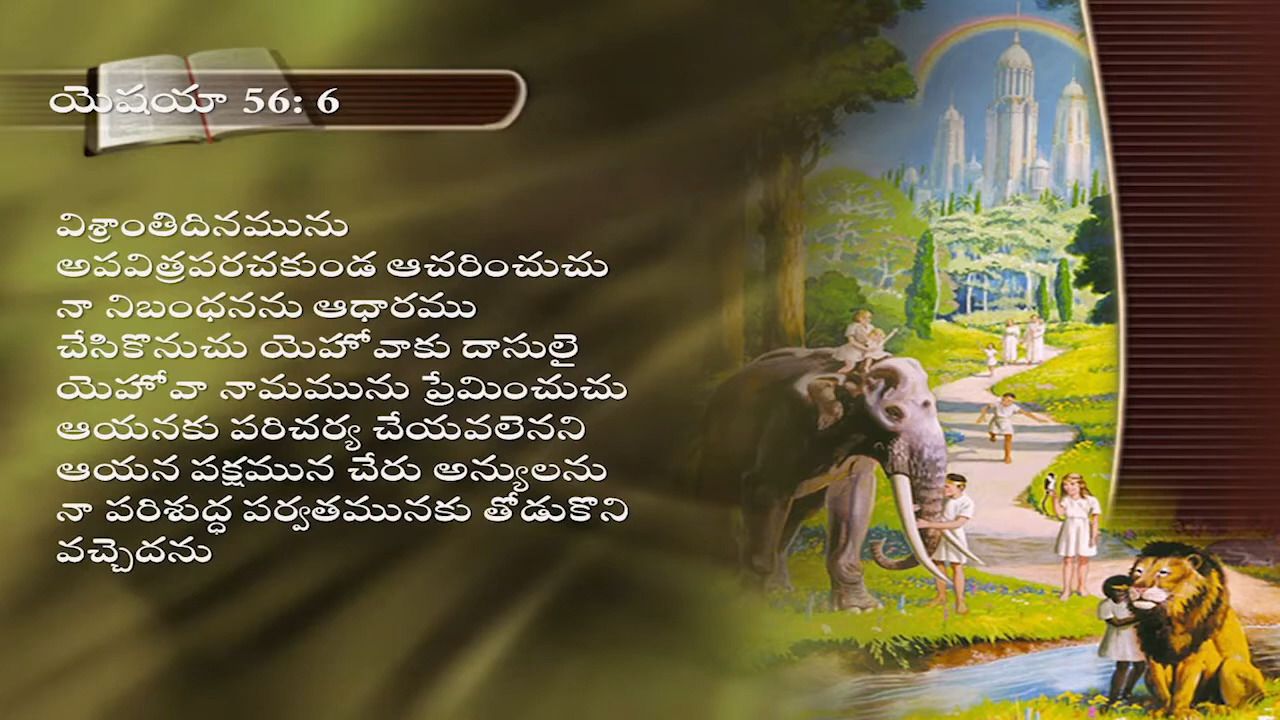 యెషయా 56: 6
విశ్రాంతిదినమును
అపవిత్రపరచకుండ ఆచరించుచు
నా నిబంధనను ఆధారము
చేసికొనుచు యెహోవాకు దాసులై
యెహోవా నామమును ప్రేమించుచు
ఆయనకు పరిచర్య చేయవలెనని
ఆయన పక్షమున చేరు అన్యులను
నా పరిశుద్ధ పర్వతమునకు తోడుకొని
వచ్చెదను